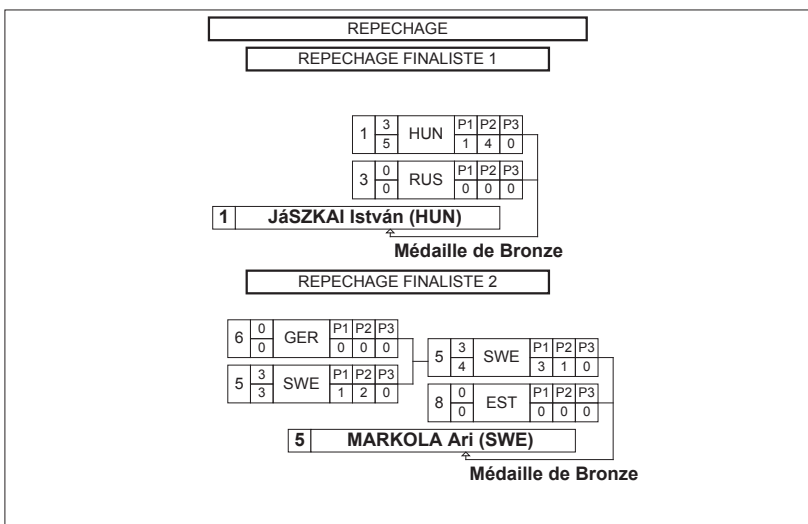 REPECHAGE
REPECHAGE FINALISTE 1
1 3 5 HUN P1 P2 P3 1 4 0
3 0 0 RUS P1 P2 P3 0 0 0
1 JáSZKAI István (HUN)
Médaille de Bronze
REPECHAGE FINALISTE 2
6 0 0 GER P1 P2 P3 0 0 0
5 3 3 SWE P1 P2 P3 1 2 0
5 3 4 SWE P1 P2 P3 3 1 0
8 0 0 EST P1 P2 P3 0 0 0
5 MARKOLA Ari (SWE)
Médaille de Bronze